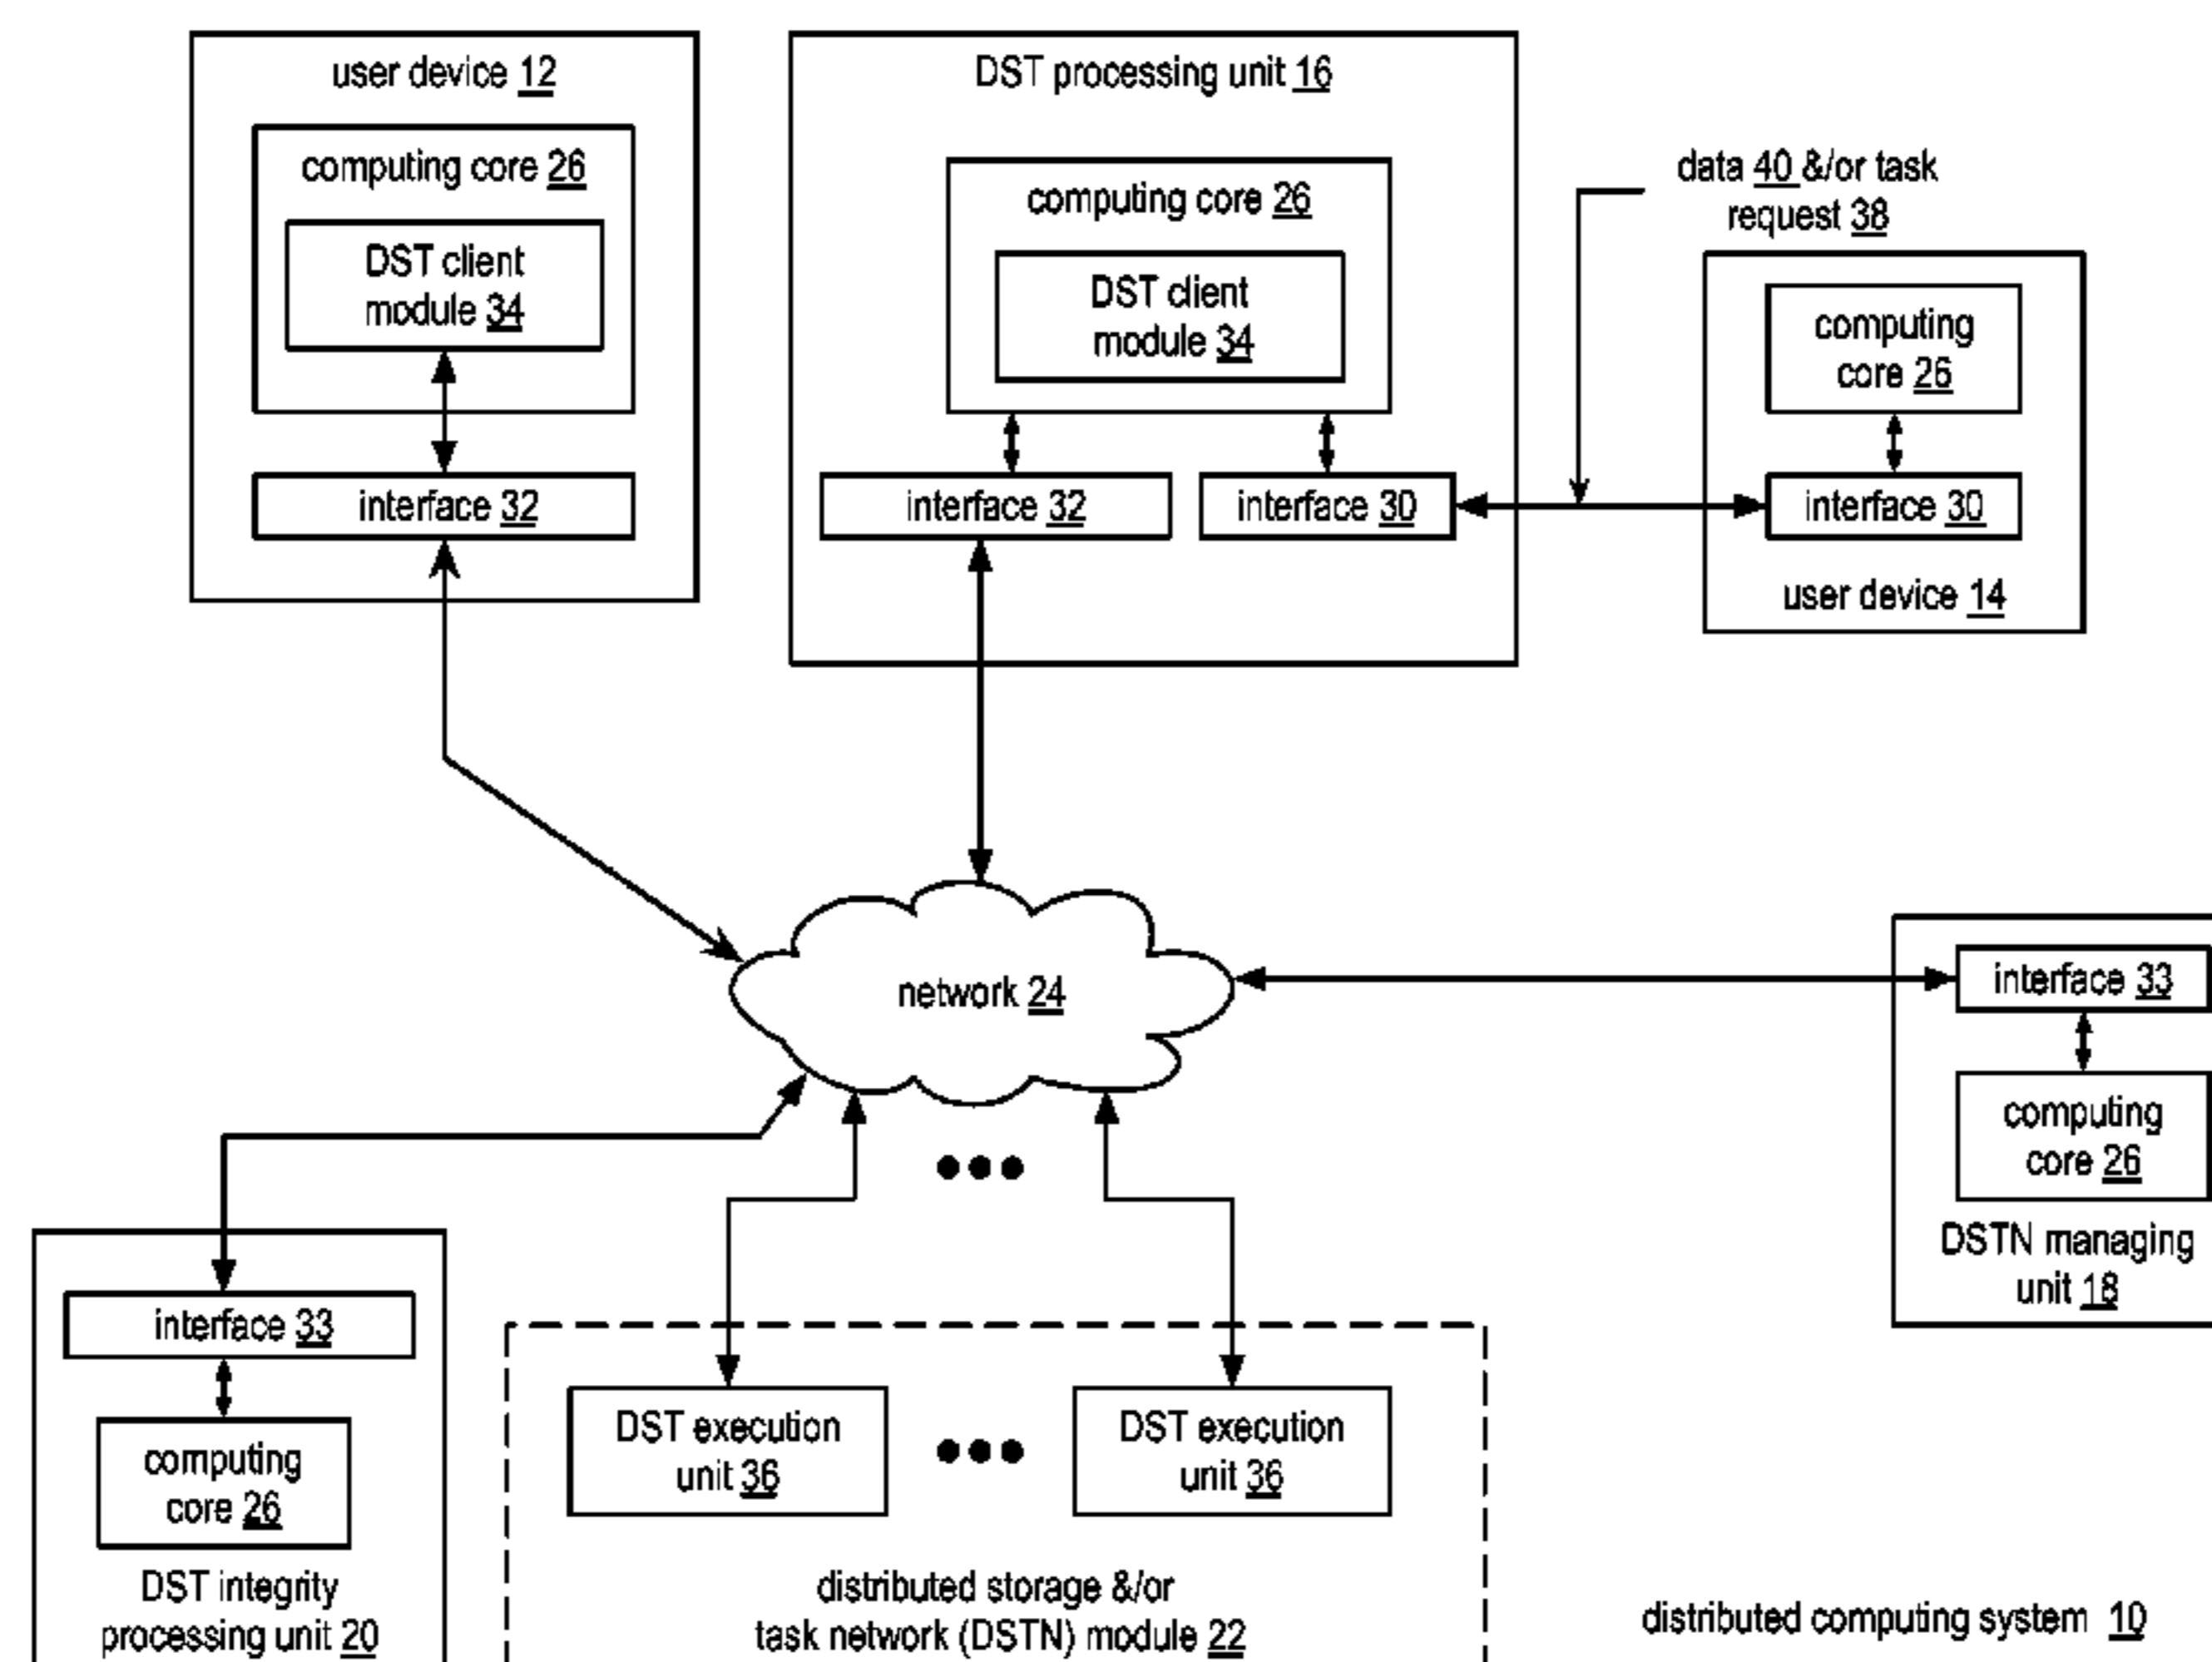 user device 12
computing core 26
DST client
module 34
interface 32
DST processing unit 16
computing core 26
DST client
module 34
interface 32
interface 30
data 40 &/or task
request 38
computing
core 26
interface 30
user device 14
network 24
interface 33
computing
core 26
DSTN managing
unit 18
interface 33
computing
core 26
DST integrity
processing unit 20
DST execution
unit 36
DST execution
unit 36
distributed storage &/or
task network (DSTN) module 22
distributed computing system 10